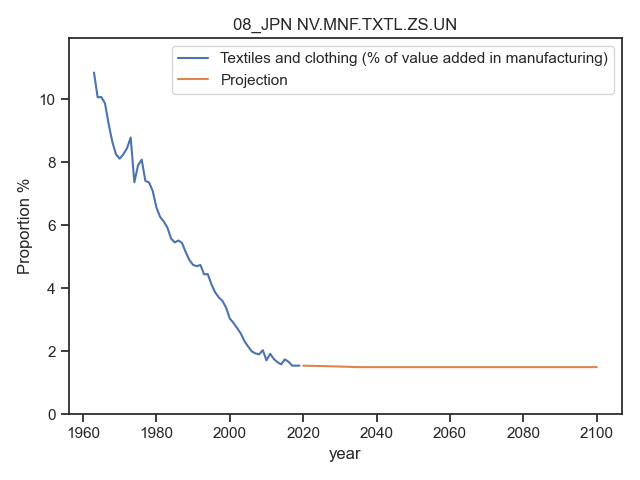 08_JPN NV.MNF.TXTL.ZS.UN
Textiles and clothing (% of value added in manufacturing)
Projection
Proportion %
10
8
6
4
2
0
1960 1980 2000 2020 2040 2060 2080 2100
year